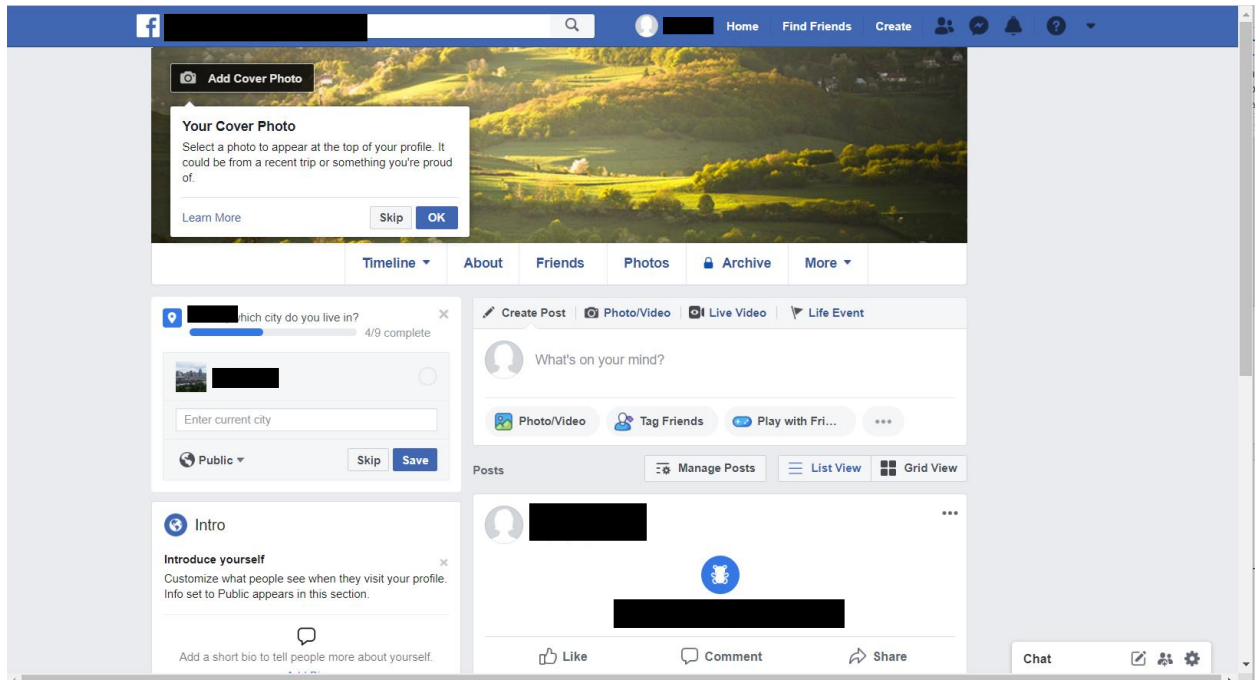 f
Home Find Friends Create
Add Cover Photo
Your Cover Photo
Select a photo to appear at the top of your profile. It
could be from a recent trip or something you're proud
of.
Learn More Skip OK
Timeline About Friends Photos Archive More
which city do you live in?
4/9 complete
Enter current city
Public Skip Save
Intro
Introduce yourself
Customize what people see when they visit your profile.
Info set to Public appears in this section.
Add a short bio to tell people more about yourself.
Create Post Photo/Video Live Video Life Event
What's on your mind?
Photo/Video Tag Friends Play with Fri...
Posts Manage Posts List View Grid View
Like Comment Share
Chat